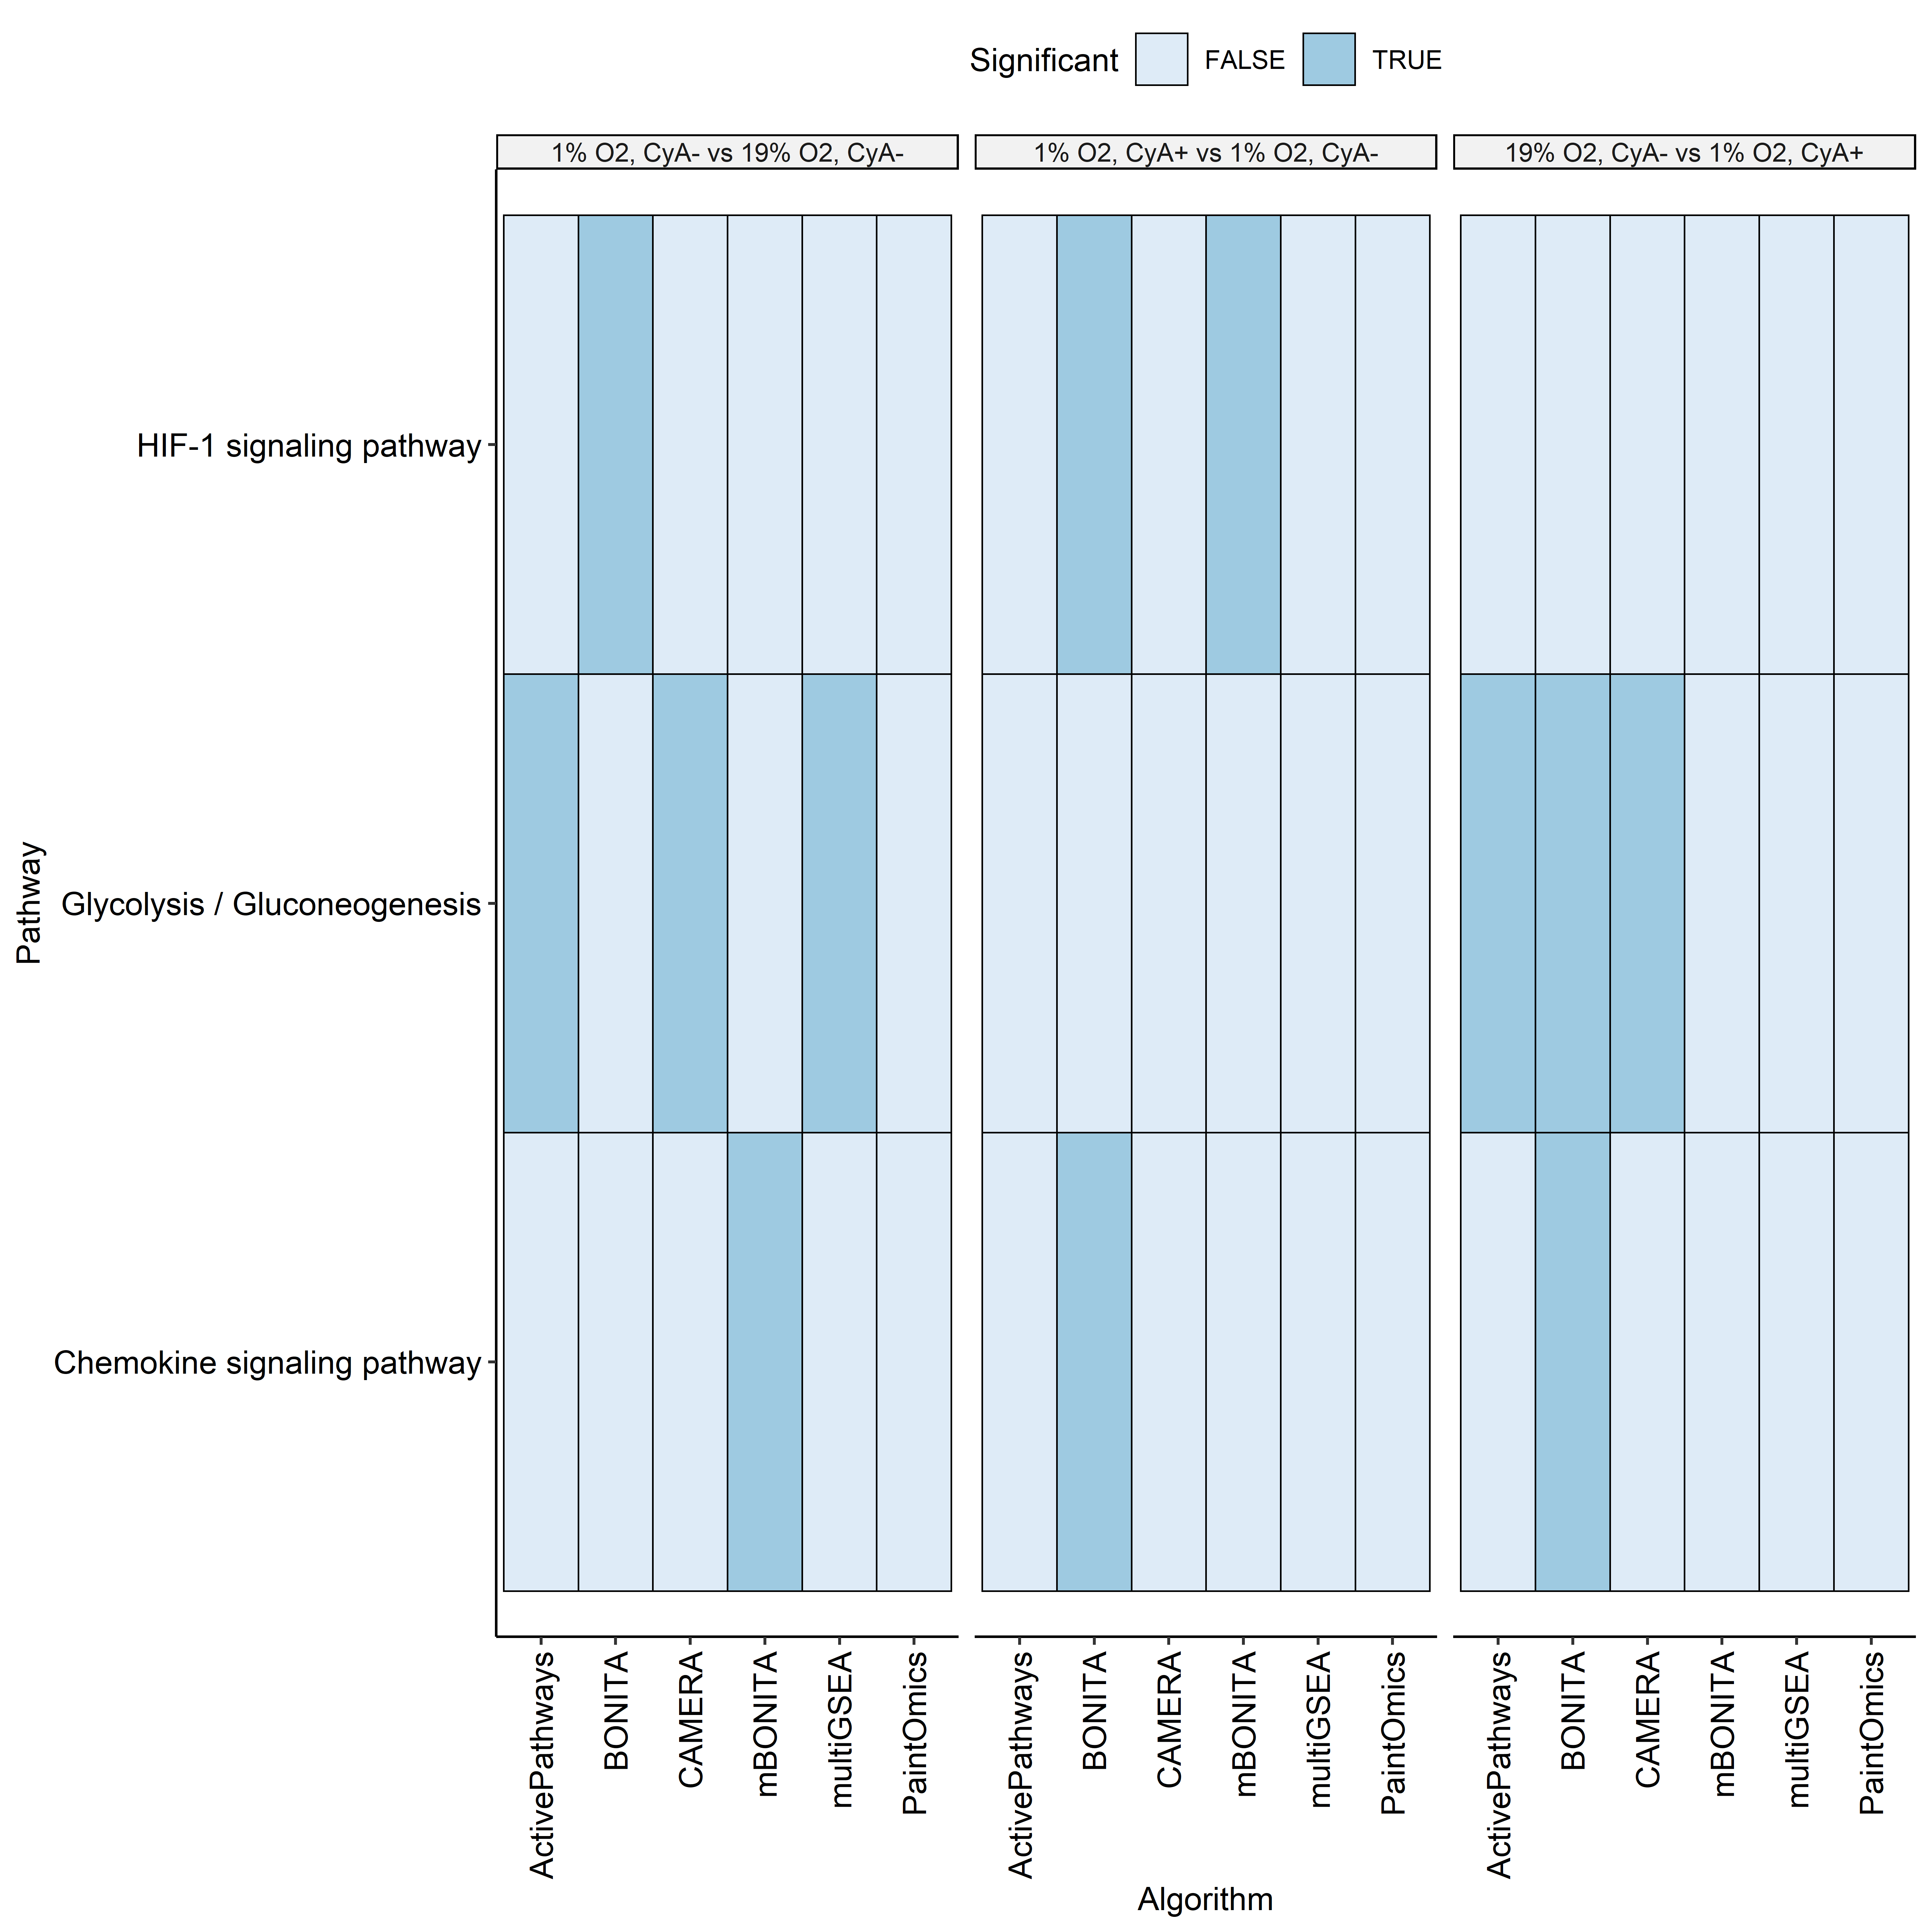 Significant FALSE TRUE
1% O2, CyA- vs 19% O2, CyA-
1% O2, CyA+ vs 1% O2, CyA-
19% O2, CyA- vs 1% O2, CyA+
Pathway
HIF-1 signaling pathway
Glycolysis / Gluconeogenesis
Chemokine signaling pathway
ActivePathways
BONITA
CAMERA
mBONITA
multiGSEA
PaintOmics
ActivePathways
BONITA
CAMERA
mBONITA
multiGSEA
PaintOmics
ActivePathways
BONITA
CAMERA
mBONITA
multiGSEA
PaintOmics
Algorithm